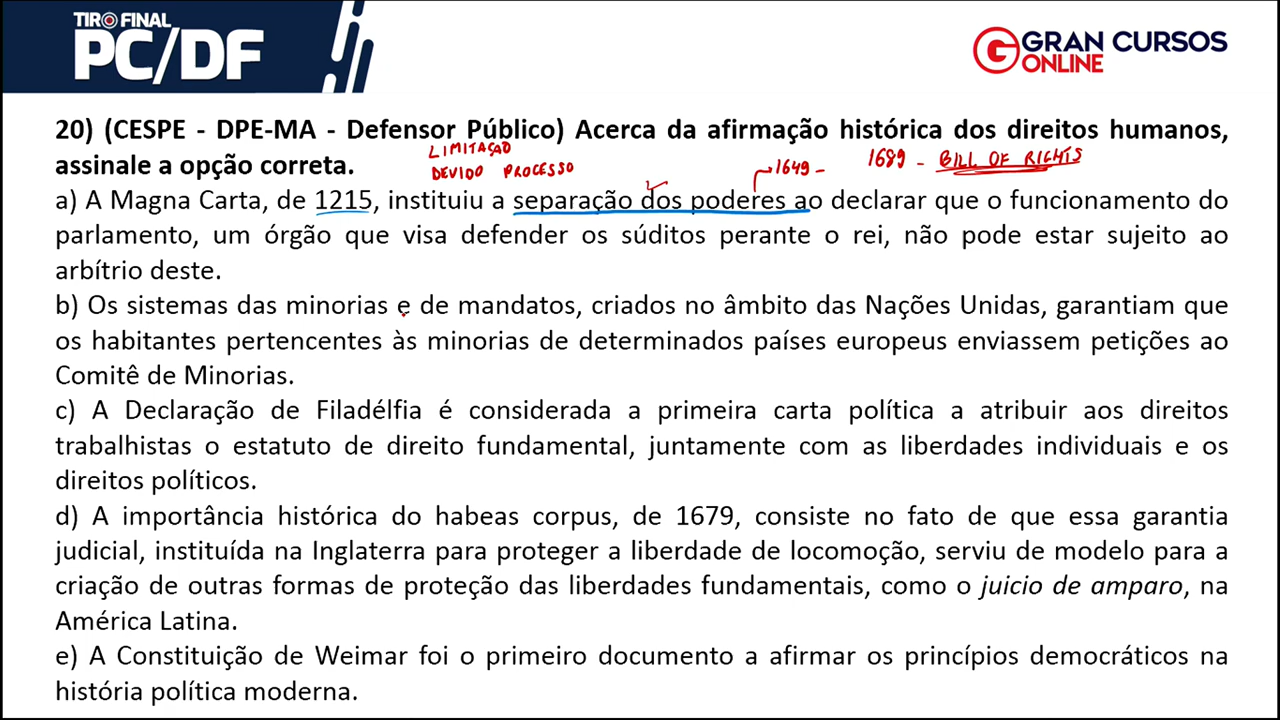 TIRO FINAL
PC/DF
GRAN CURSOS
ONLINE
20) (CESPE - DPE-MA - Defensor Público) Acerca da afirmação histórica dos direitos humanos,
assinale a opção correta.
LIMITAÇÃO
DEVIDO PROCESSO
1649 -
1689 - BILL OF RIGHTS
a) A Magna Carta, de 1215, instituiu a separação dos poderes ao declarar que o funcionamento do
parlamento, um órgão que visa defender os súditos perante o rei, não pode estar sujeito ao
arbítrio deste.
b) Os sistemas das minorias e de mandatos, criados no âmbito das Nações Unidas, garantiam que
os habitantes pertencentes às minorias de determinados países europeus enviassem petições ao
Comitê de Minorias.
c) A Declaração de Filadélfia é considerada a primeira carta política a atribuir aos direitos
trabalhistas o estatuto de direito fundamental, juntamente com as liberdades individuais e os
direitos políticos.
d) A importância histórica do habeas corpus, de 1679, consiste no fato de que essa garantia
judicial, instituída na Inglaterra para proteger a liberdade de locomoção, serviu de modelo para a
criação de outras formas de proteção das liberdades fundamentais, como o juicio de amparo, na
América Latina.
e) A Constituição de Weimar foi o primeiro documento a afirmar os princípios democráticos na
história política moderna.